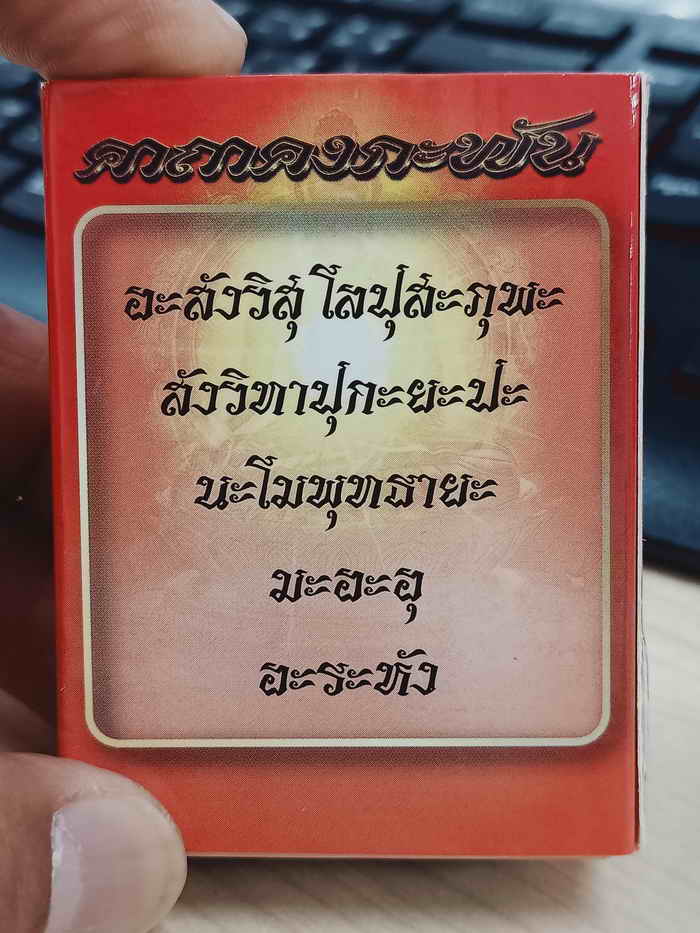 คาถาคงกะพัน
อะสังวิสุ โลปุสะภุพะ
สังวิทาปุกะยะปะ
นะโมพุทธายะ
มะอะอุ
อะระหัง